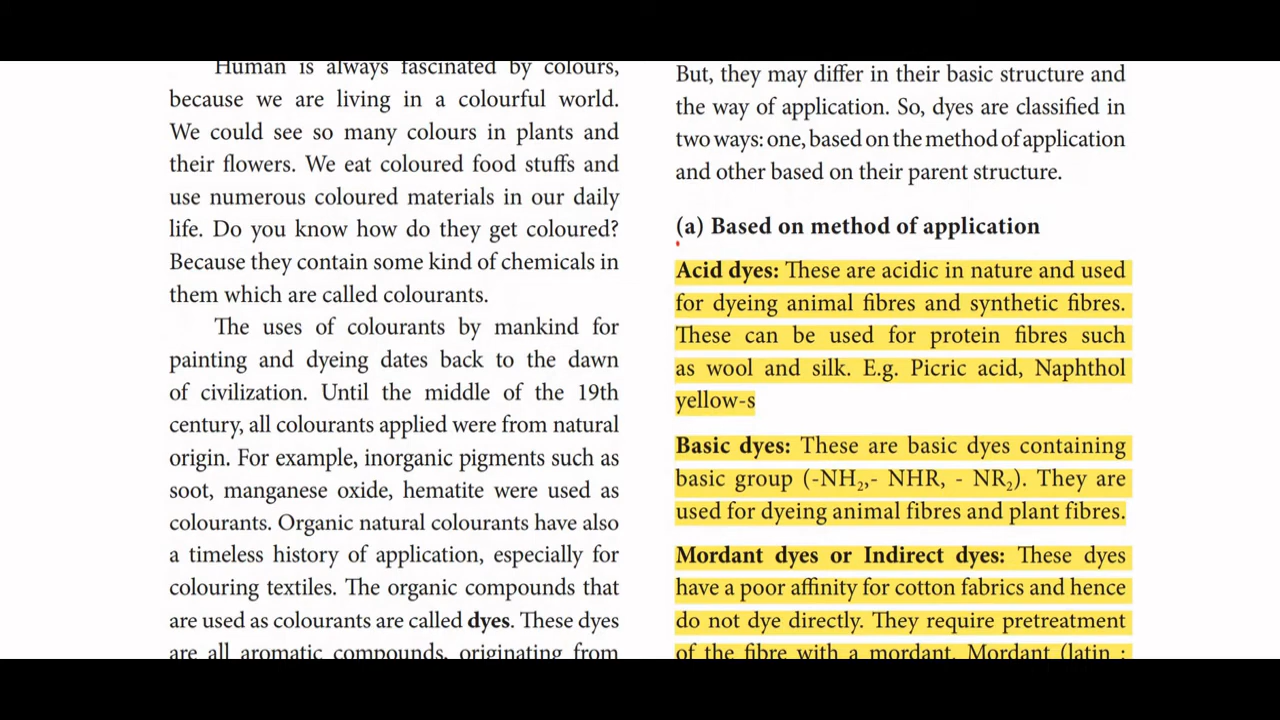 Human is always fascinated by colours,
because we are living in a colourful world.
We could see so many colours in plants and
their flowers. We eat coloured food stuffs and
use numerous coloured materials in our daily
life. Do you know how do they get coloured?
Because they contain some kind of chemicals in
them which are called colourants.
The uses of colourants by mankind for
painting and dyeing dates back to the dawn
of civilization. Until the middle of the 19th
century, all colourants applied were from natural
origin. For example, inorganic pigments such as
soot, manganese oxide, hematite were used as
colourants. Organic natural colourants have also
a timeless history of application, especially for
colouring textiles. The organic compounds that
are used as colourants are called dyes. These dyes
are all aromatic compounds, originating from
But, they may differ in their basic structure and
the way of application. So, dyes are classified in
two ways: one, based on the method of application
and other based on their parent structure.
(a) Based on method of application
Acid dyes: These are acidic in nature and used
for dyeing animal fibres and synthetic fibres.
These can be used for protein fibres such
as wool and silk. E.g. Picric acid, Naphthol
yellow-s
Basic dyes: These are basic dyes containing
basic group (-NH₂,- NHR, - NR₂). They are
used for dyeing animal fibres and plant fibres.
Mordant dyes or Indirect dyes: These dyes
have a poor affinity for cotton fabrics and hence
do not dye directly. They require pretreatment
of the fibre with a mordant. Mordant (latin :